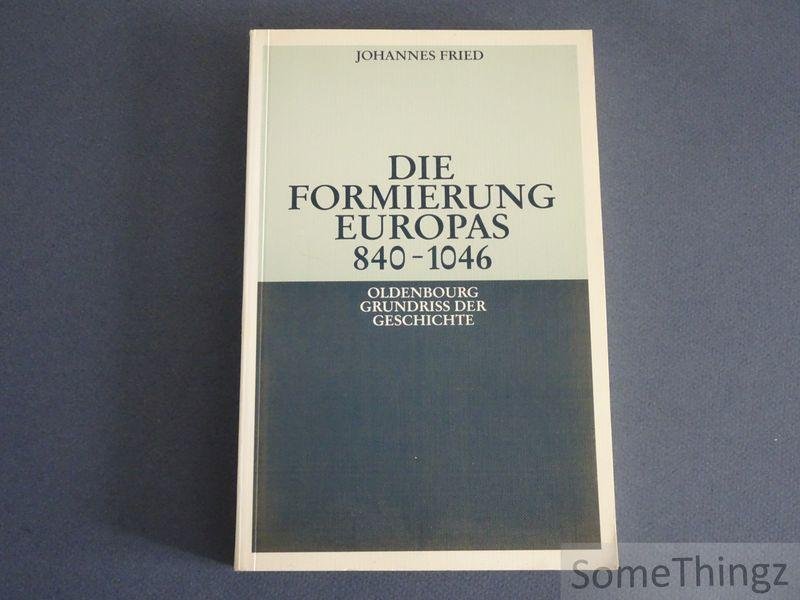 JOHANNES FRIED
DIE
FORMIERUNG
EUROPAS
840-1046
OLDENBOURG
GRUNDRISS DER
GESCHICHTE
SomeThingz